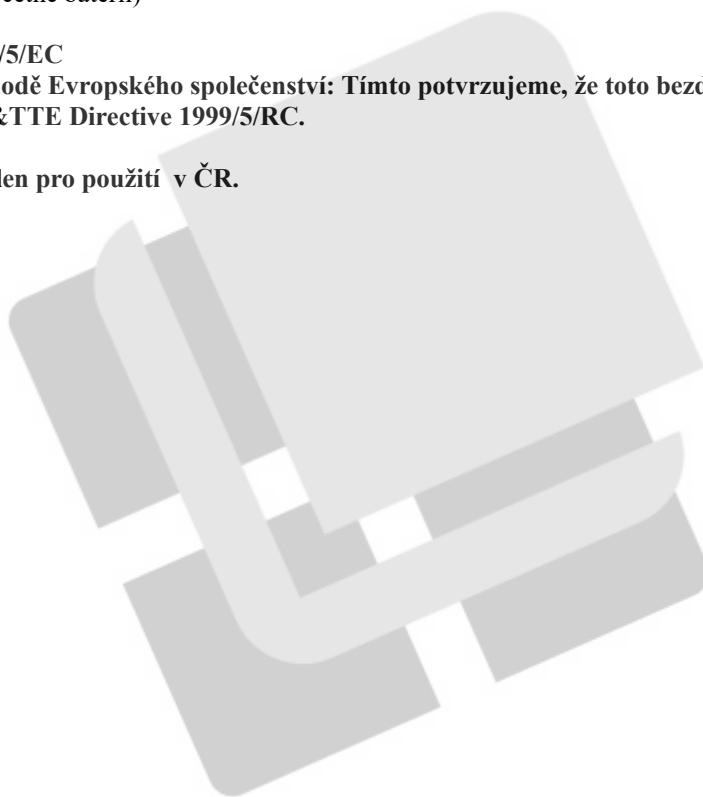 /5/EC
odě Evropského společenství: Tímto potvrzujeme, že toto bezd
&TTE Directive 1999/5/RC.
len pro použití v ČR.